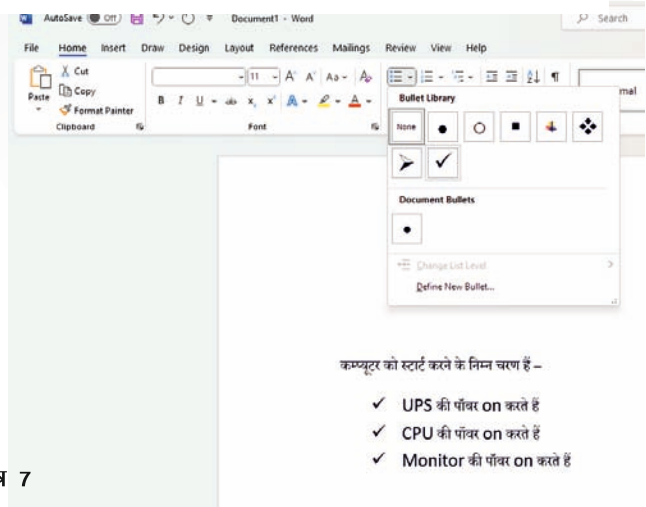 AutoSave Off Document1 - Word Search
File Home Insert Draw Design Layout References Mailings Review View Help
Paste
Cut
Copy
Format Painter
Clipboard
11 A A Aa A
B I U ab x, x A A
Font
Bullet Library
None
Document Bullets
Change List Level
Define New Bullet...
mal
कम्प्यूटर को स्टार्ट करने के निम्न चरण हैं –
✓ UPS की पॉवर on करते हैं
✓ CPU की पॉवर on करते हैं
✓ Monitor की पॉवर on करते हैं
7